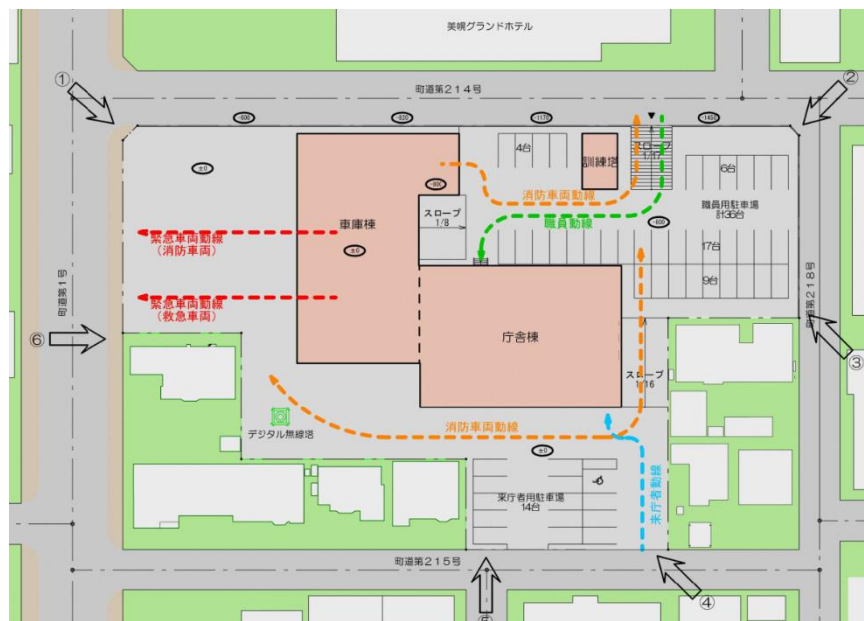 美幌グランドホテル
①
②
町道第214号
-600
-820
-1170
-1450
4台
訓練塔
スロープ
1/17
6台
±0
-800
消防車両動線
職員用駐車場
計36台
車庫棟
スロープ
1/8
職員動線
-800
緊急車両動線
(消防車両)
±0
17台
町道第1号
緊急車両動線
(救急車両)
9台
町道第218号
庁舎棟
⑥
③
スロープ
1/16
デジタル無線塔
消防車両動線
±0
来庁者用駐車場
14台
来庁者動線
町道第215号
④
⑤